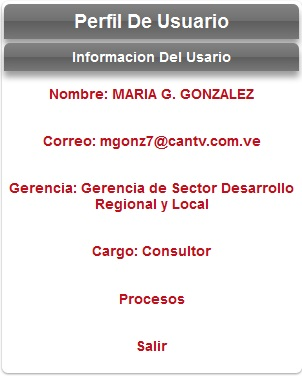 Perfil De Usuario
Informacion Del Usario
Nombre: MARIA G. GONZALEZ
Correo: mgonz7@cantv.com.ve
Gerencia: Gerencia de Sector Desarrollo
Regional y Local
Cargo: Consultor
Procesos
Salir